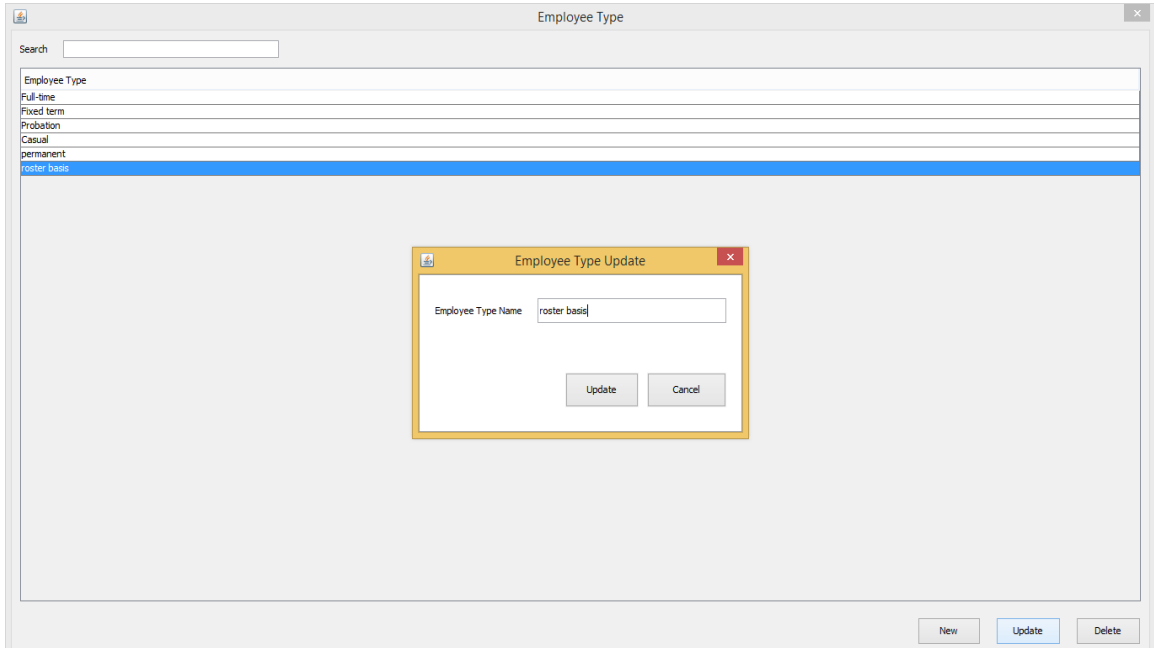 Employee Type
Search
Employee Type
Full-time
Fixed term
Probation
Casual
permanent
roster basis
Employee Type Update
Employee Type Name roster basis
Update Cancel
New Update Delete